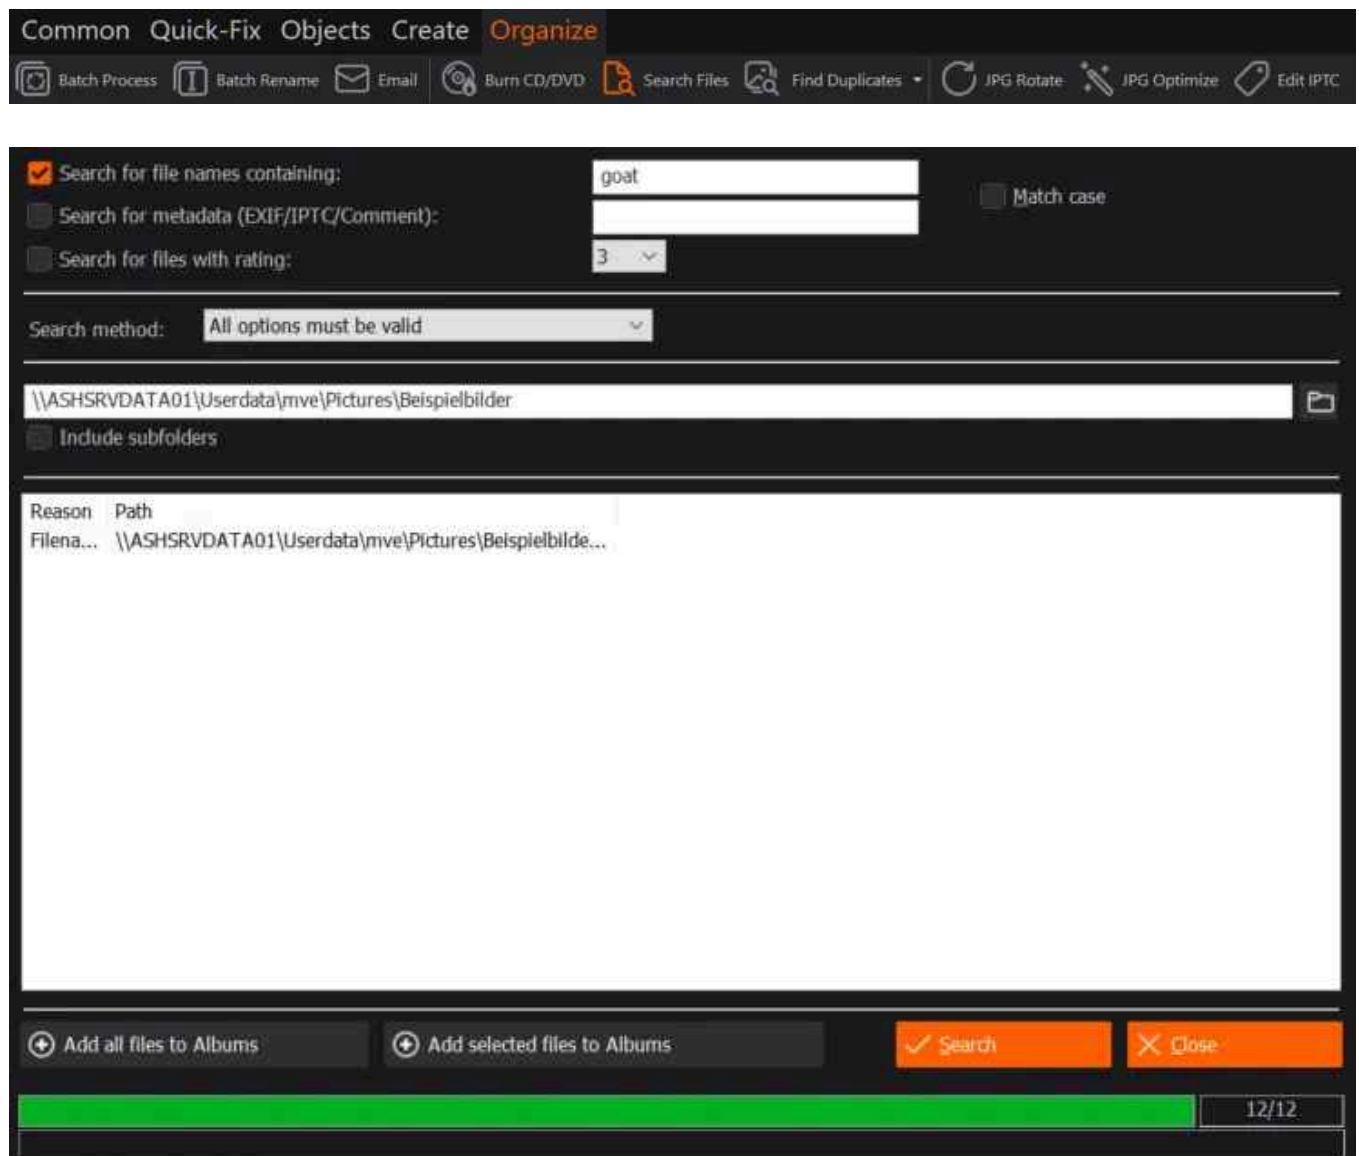 Common Quick-Fix Objects Create Organize
Batch Process Batch Rename Email Burn CD/DVD Search Files Find Duplicates JPG Rotate JPG Optimize Edit IPTC
Search for file names containing: goat
Match case
Search for metadata (EXIF/IPTC/Comment):
Search for files with rating: 3
Search method: All options must be valid
\\ASHSRVDATA01\Userdata\mve\Pictures\Beispielbilder
Include subfolders
Reason Path
Filena... \\ASHSRVDATA01\Userdata\mve\Pictures\Beispielbilde...
Add all files to Albums Add selected files to Albums Search Close
12/12